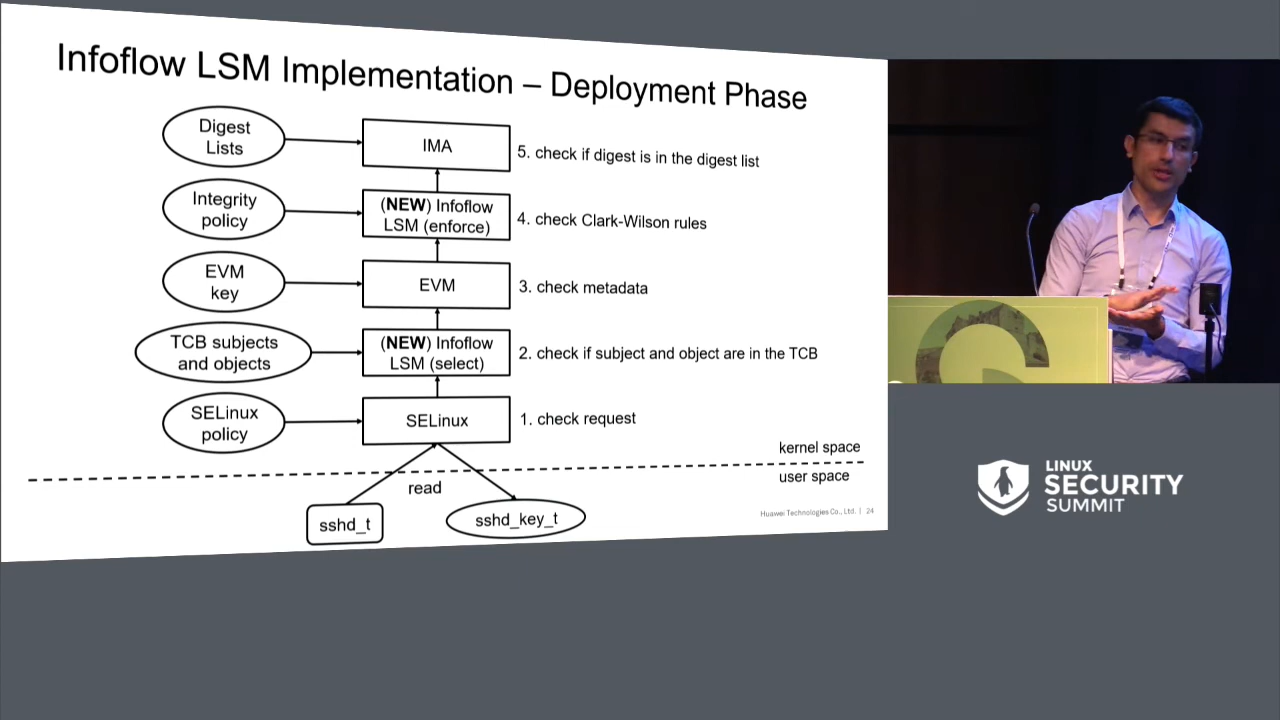 Infoflow LSM Implementation – Deployment Phase
Digest
Lists
IMA
5. check if digest is in the digest list
Integrity
policy
(NEW) Infoflow
LSM (enforce)
4. check Clark-Wilson rules
EVM
key
EVM
3. check metadata
TCB subjects
and objects
(NEW) Infoflow
LSM (select)
2. check if subject and object are in the TCB
SELinux
policy
SELinux
1. check request
kernel space
user space
read
sshd_t
sshd_key_t
Huawei Technologies Co., Ltd. | 24
LINUX
SECURITY
SUMMIT